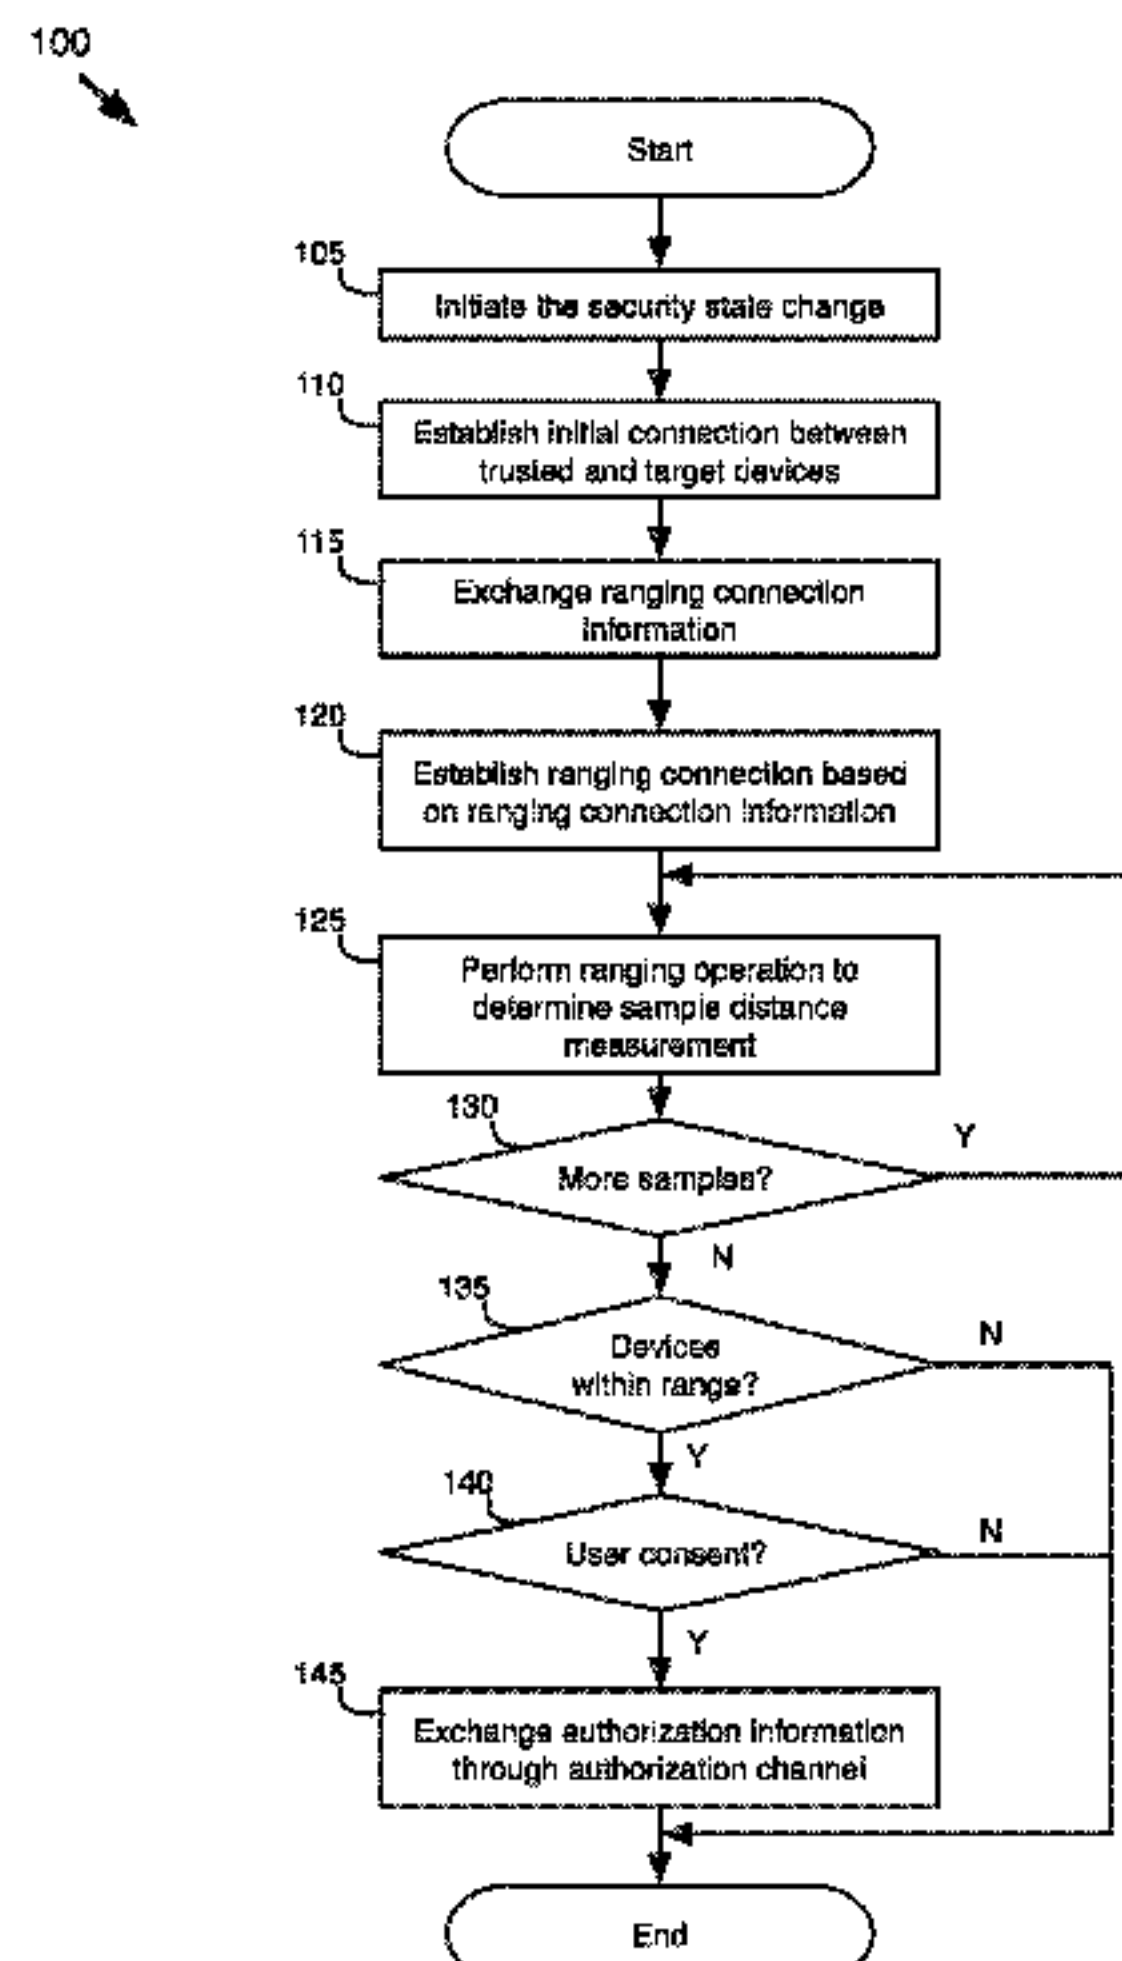 100
Start
105
Initiate the security state change
110
Establish initial connection between
trusted and target devices
115
Exchange ranging connection
information
120
Establish ranging connection based
on ranging connection information
125
Perform ranging operation to
determine sample distance
measurement
130
More samples?
Y
N
135
Devices
within range?
N
Y
140
User consent?
N
Y
145
Exchange authorization information
through authorization channel
End